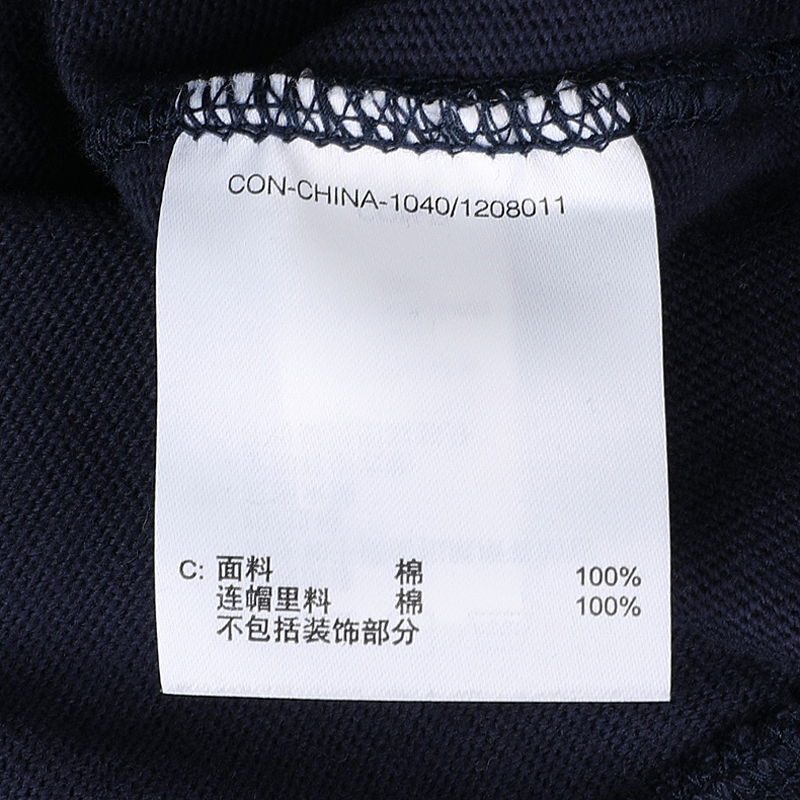 CON-CHINA-1040/1208011
C: 面料 棉 100%
连帽里料 棉 100%
不包括装饰部分